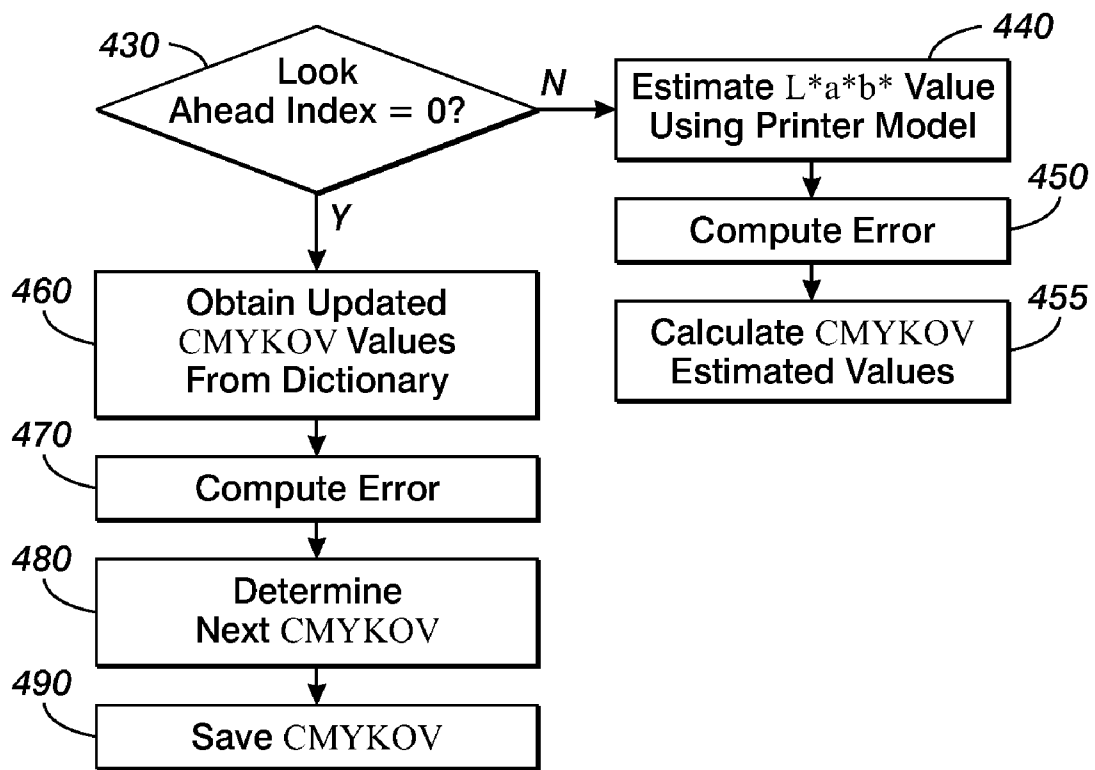 430
Look
Ahead Index = 0?
N
Y
440
Estimate L*a*b* Value
Using Printer Model
450
Compute Error
455
Calculate CMYKOV
Estimated Values
460
Obtain Updated
CMYKOV Values
From Dictionary
470
Compute Error
480
Determine
Next CMYKOV
490
Save CMYKOV